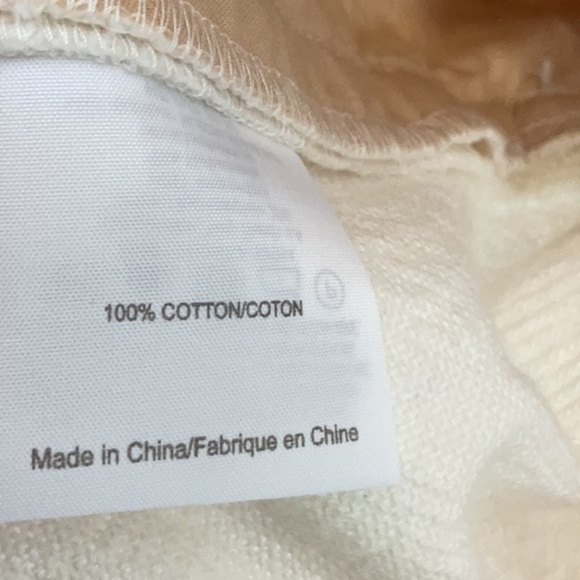 100% COTTON/COTON
Made in China/Fabrique en Chine